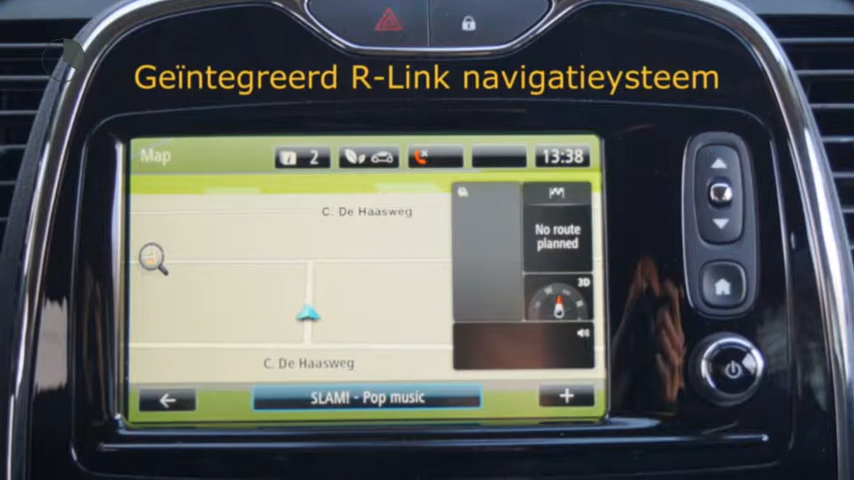 Geïntegreerd R-Link navigatieysteem
Map
2
13:38
C. De Haasweg
No route
planned
3D
C. De Haasweg
SLAM! - Pop music